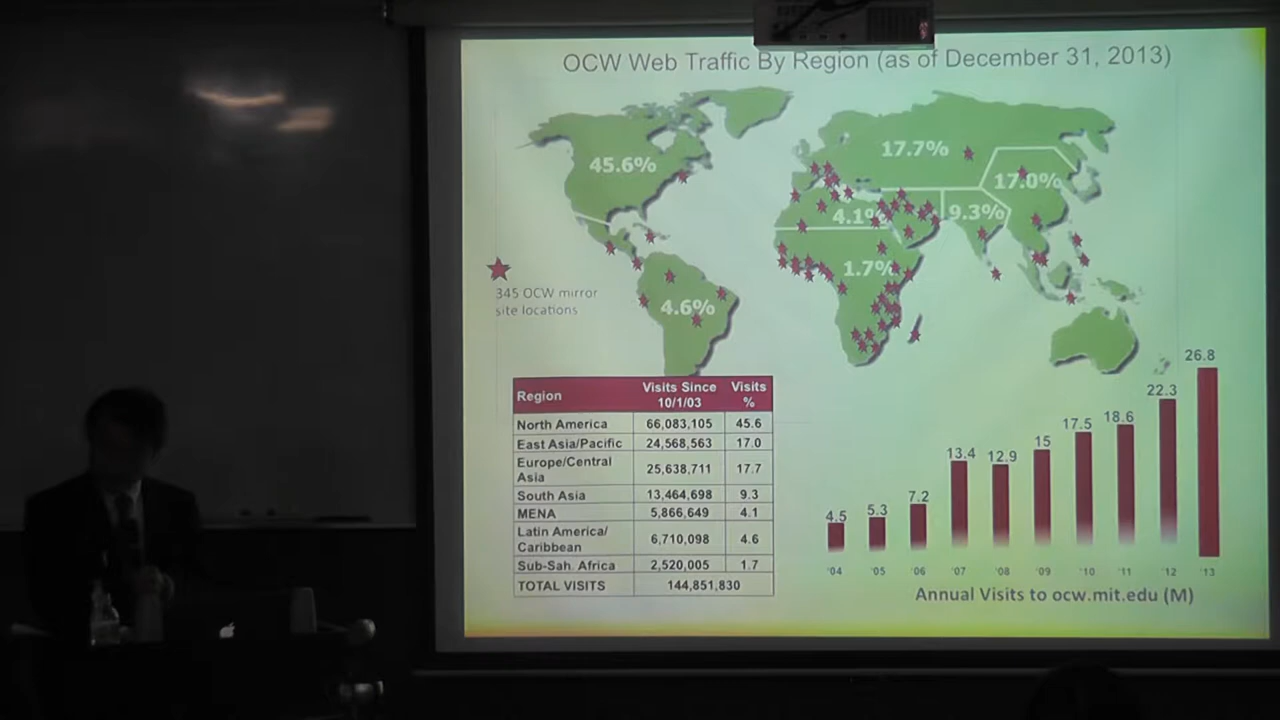 OCW Web Traffic By Region (as of December 31, 2013)
45.6%
17.7%
17.0%
4.1%
9.3%
1.7%
4.6%
345 OCW mirror
site locations
Region Visits Since 10/1/03 Visits %
North America 66,083,105 45.6
East Asia/Pacific 24,568,563 17.0
Europe/Central Asia 25,638,711 17.7
South Asia 13,464,698 9.3
MENA 5,866,649 4.1
Latin America/ Caribbean 6,710,098 4.6
Sub-Sah. Africa 2,520,005 1.7
TOTAL VISITS 144,851,830
4.5 5.3 7.2 13.4 12.9 15 17.5 18.6 22.3 26.8
'04 '05 '06 '07 '08 '09 '10 '11 '12 '13
Annual Visits to ocw.mit.edu (M)